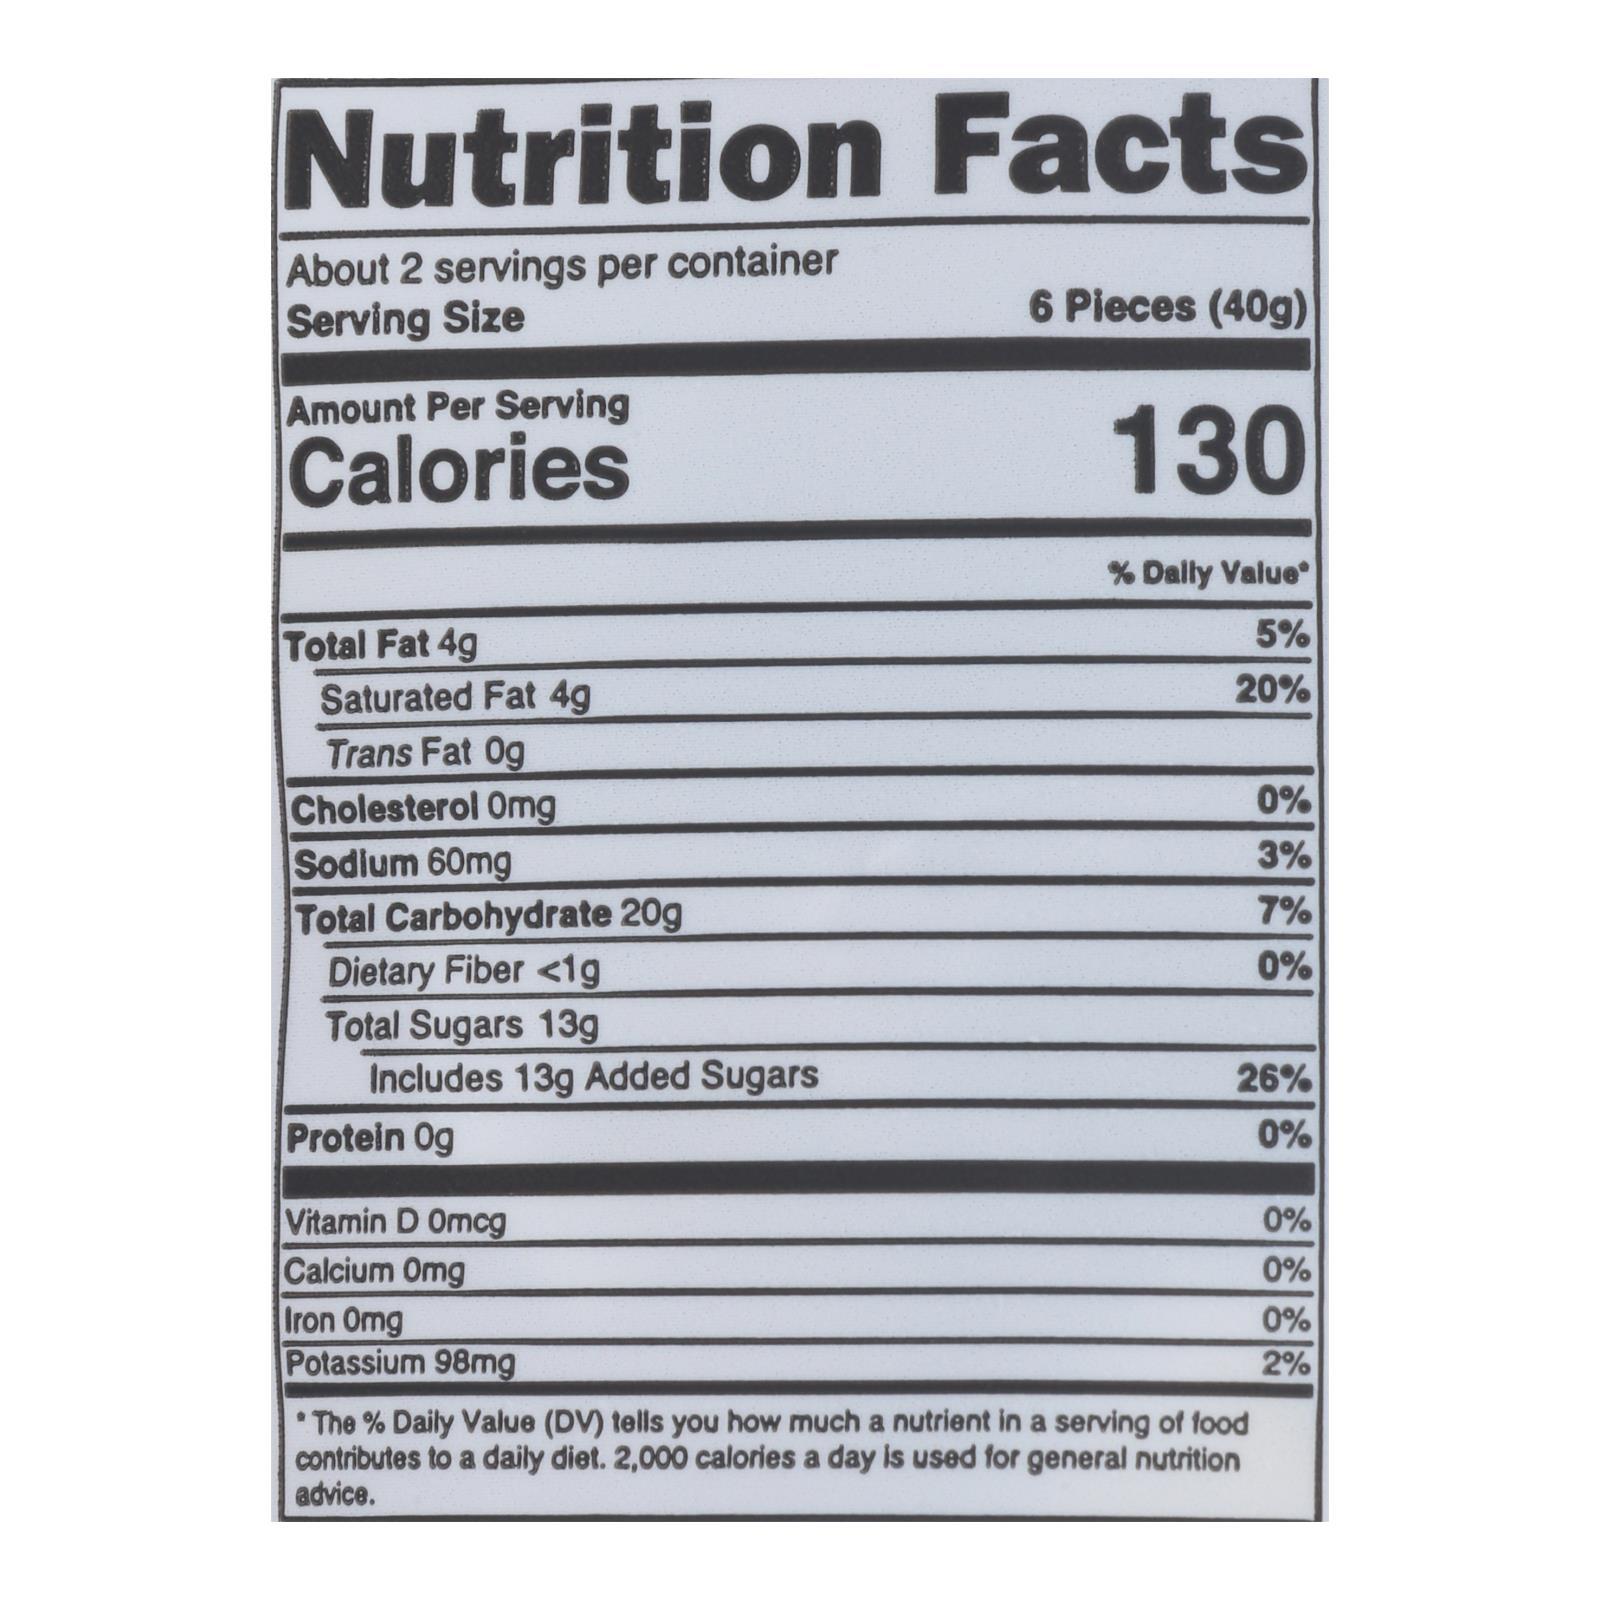 Nutrition Facts
About 2 servings per container
Serving Size 6 Pieces (40g)
Amount Per Serving
Calories 130
% Daily Value*
Total Fat 4g 5%
Saturated Fat 4g 20%
Trans Fat 0g
Cholesterol 0mg 0%
Sodium 60mg 3%
Total Carbohydrate 20g 7%
Dietary Fiber <1g 0%
Total Sugars 13g
Includes 13g Added Sugars 26%
Protein 0g 0%
Vitamin D 0mcg 0%
Calcium 0mg 0%
Iron 0mg 0%
Potassium 98mg 2%
* The % Daily Value (DV) tells you how much a nutrient in a serving of food
contributes to a daily diet. 2,000 calories a day is used for general nutrition
advice.